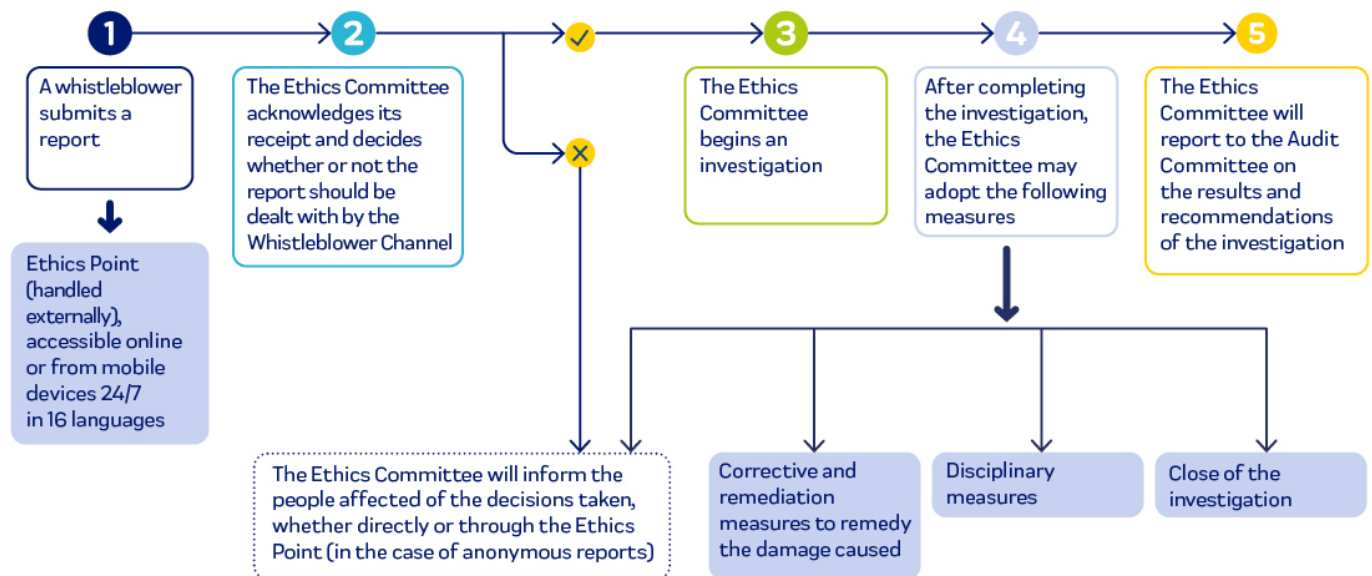 1
2
3
4
5
A whistleblower
submits a
report
The Ethics Committee
acknowledges its
receipt and decides
whether or not the
report should be
dealt with by the
Whistleblower Channel
The Ethics
Committee
begins an
investigation
After completing
the investigation,
the Ethics
Committee may
adopt the following
measures
The Ethics
Committee will
report to the Audit
Committee on
the results and
recommendations
of the investigation
Ethics Point
(handled
externally),
accessible online
or from mobile
devices 24/7
in 16 languages
The Ethics Committee will inform the
people affected of the decisions taken,
whether directly or through the Ethics
Point (in the case of anonymous reports)
Corrective and
remediation
measures to remedy
the damage caused
Disciplinary
measures
Close of the
investigation